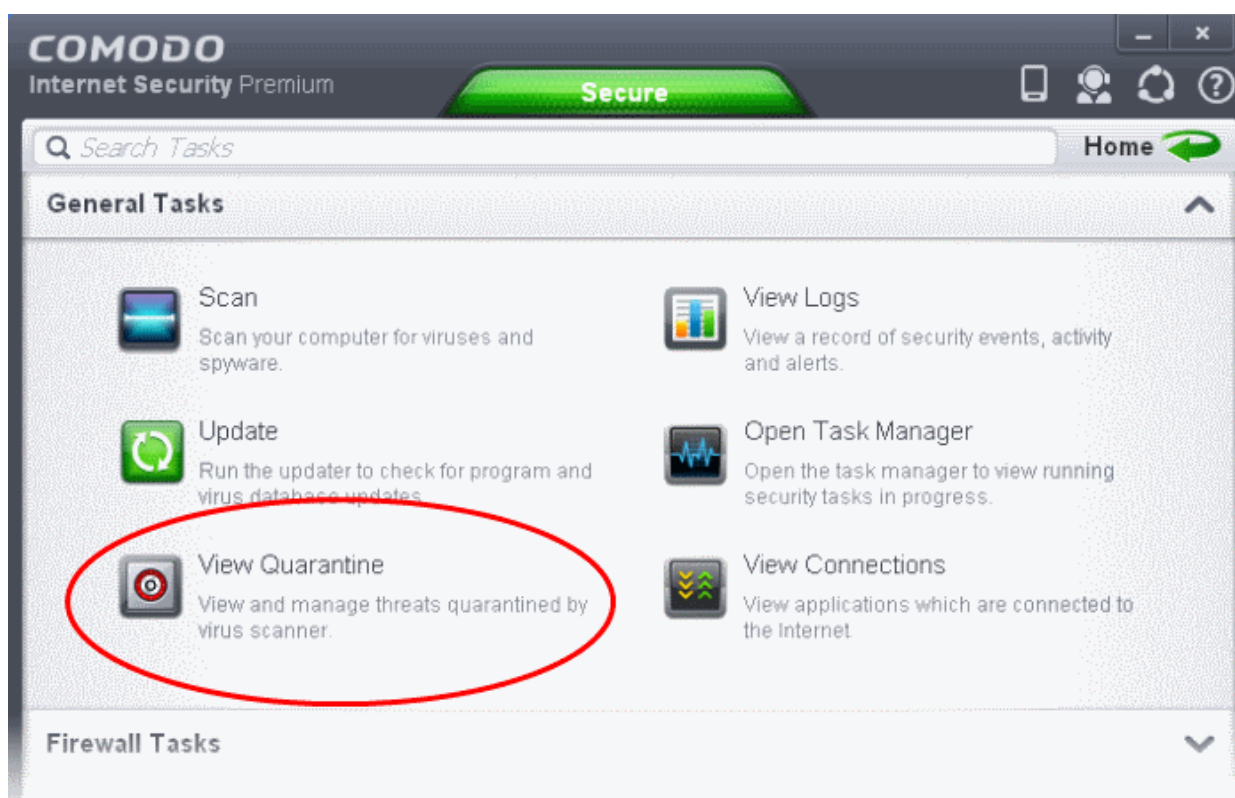 COMODO
Internet Security Premium
Secure
Search Tasks
Home
General Tasks
Scan
Scan your computer for viruses and
spyware.
View Logs
View a record of security events, activity
and alerts.
Update
Run the updater to check for program and
virus database updates.
Open Task Manager
Open the task manager to view running
security tasks in progress.
View Quarantine
View and manage threats quarantined by
virus scanner.
View Connections
View applications which are connected to
the Internet
Firewall Tasks